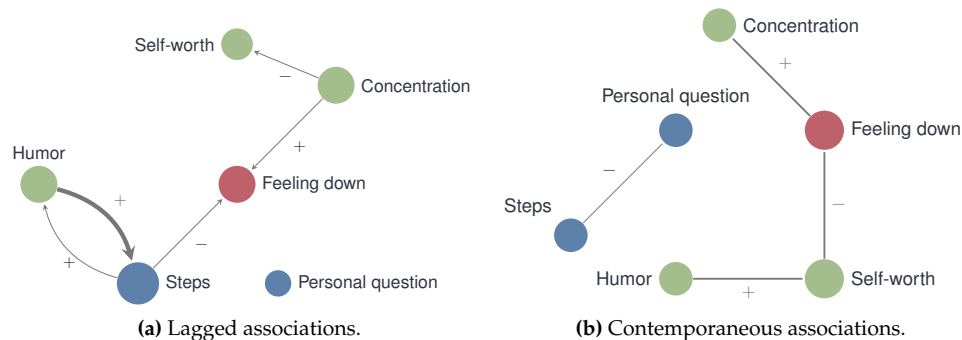 Self-worth
−
Concentration
+
Humor
+
Feeling down
+
−
Steps
Personal question
(a) Lagged associations.
Concentration
+
Personal question
Feeling down
−
Steps
−
Humor
+
Self-worth
(b) Contemporaneous associations.